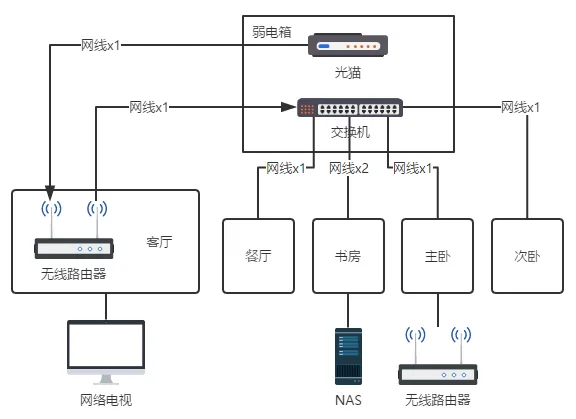 弱电箱
网线x1
光猫
网线x1
网线x1
交换机
网线x1
网线x2
网线x1
客厅
餐厅
书房
主卧
次卧
无线路由器
网络电视
NAS
无线路由器